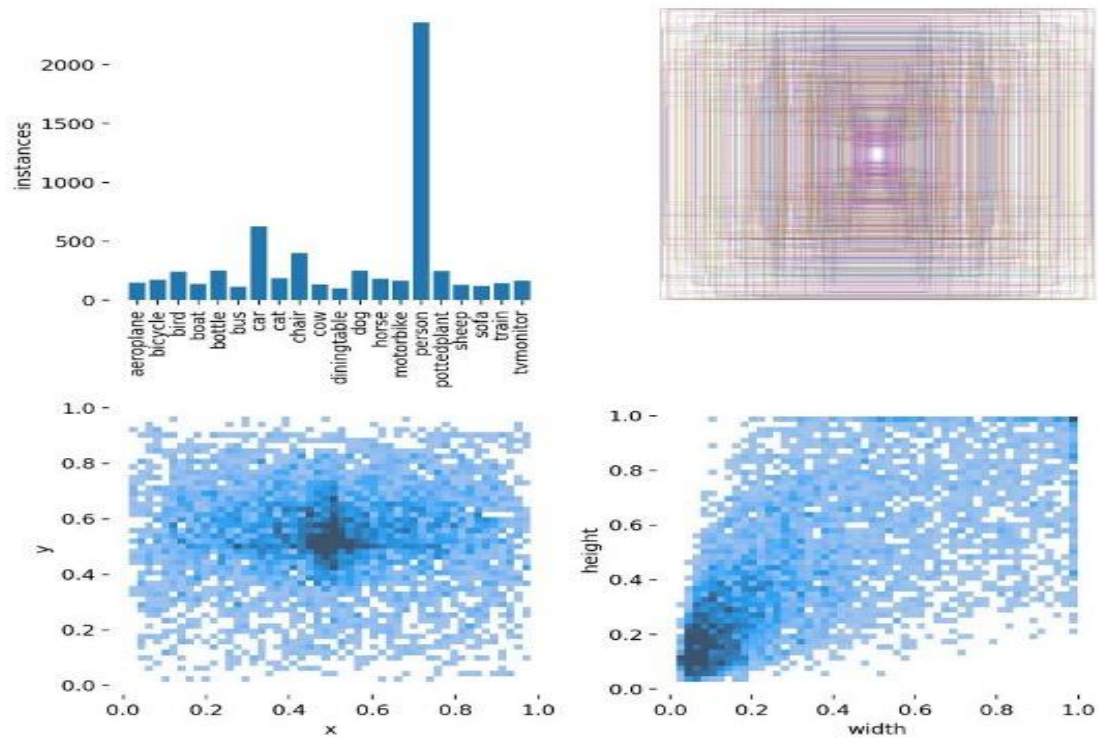 2000
1500
1000
500
0
instances
aeroplane
bicycle
bird
boat
bottle
bus
car
cat
chair
cow
diningtable
dog
horse
motorbike
person
pottedplant
sheep
sofa
train
tvmonitor
1.0
0.8
0.6
0.4
0.2
0.0
y
0.0 0.2 0.4 0.6 0.8 1.0
x
1.0
0.8
0.6
0.4
0.2
0.0
height
0.0 0.2 0.4 0.6 0.8 1.0
width